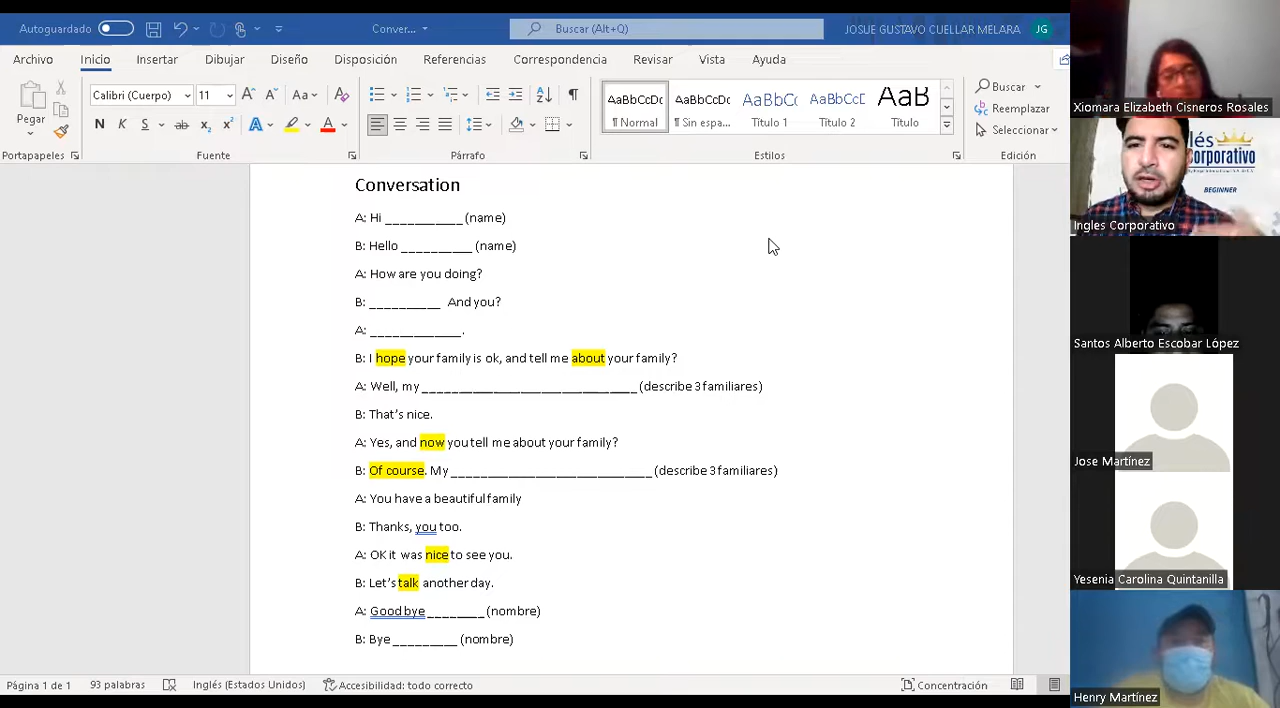 Autoguardado Conver... Buscar (Alt+Q) JOSUE GUSTAVO CUELLAR MELARA JG
Archivo Inicio Insertar Dibujar Diseño Disposición Referencias Correspondencia Revisar Vista Ayuda
Pegar
Calibri (Cuerpo) 11 Aa
N K S ab x₂ x² A A
AaBbCcDc AaBbCcDc AaBbCc AaBbCcC AaB
¶ Normal ¶ Sin espa... Título 1 Título 2 Título
Buscar
Reemplazar
Seleccionar
Portapapeles Fuente Párrafo Estilos Edición
Conversation
A: Hi ___________ (name)
B: Hello __________ (name)
A: How are you doing?
B: __________ And you?
A: _____________.
B: I hope your family is ok, and tell me about your family?
A: Well, my ______________________________ (describe 3 familiares)
B: That's nice.
A: Yes, and now you tell me about your family?
B: Of course. My ____________________________ (describe 3 familiares)
A: You have a beautiful family
B: Thanks, you too.
A: OK it was nice to see you.
B: Let's talk another day.
A: Good bye ________ (nombre)
B: Bye _________ (nombre)
Página 1 de 1 93 palabras Inglés (Estados Unidos) Accesibilidad: todo correcto Concentración
Xiomara Elizabeth Cisneros Rosales
lés
Corporativo
BEGINNER
Ingles Corporativo
Santos Alberto Escobar López
Jose Martínez
Yesenia Carolina Quintanilla
Henry Martínez